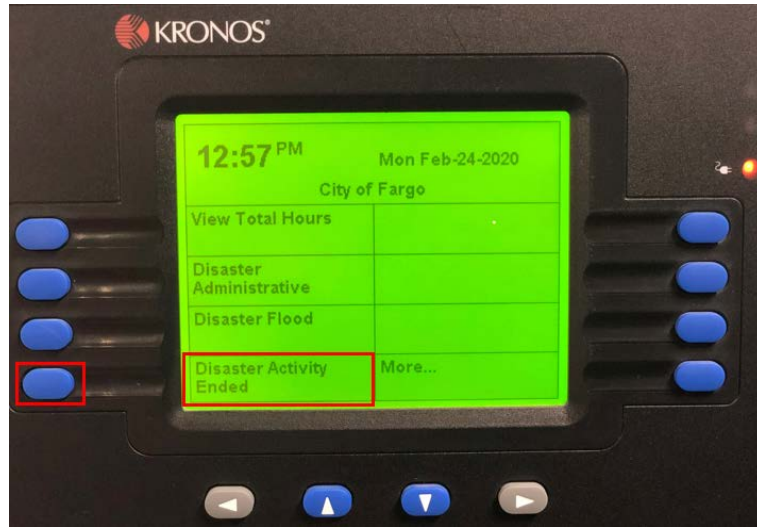 KRONOS®
12:57 PM
Mon Feb-24-2020
City of Fargo
View Total Hours
Disaster
Administrative
Disaster Flood
Disaster Activity
Ended
More...